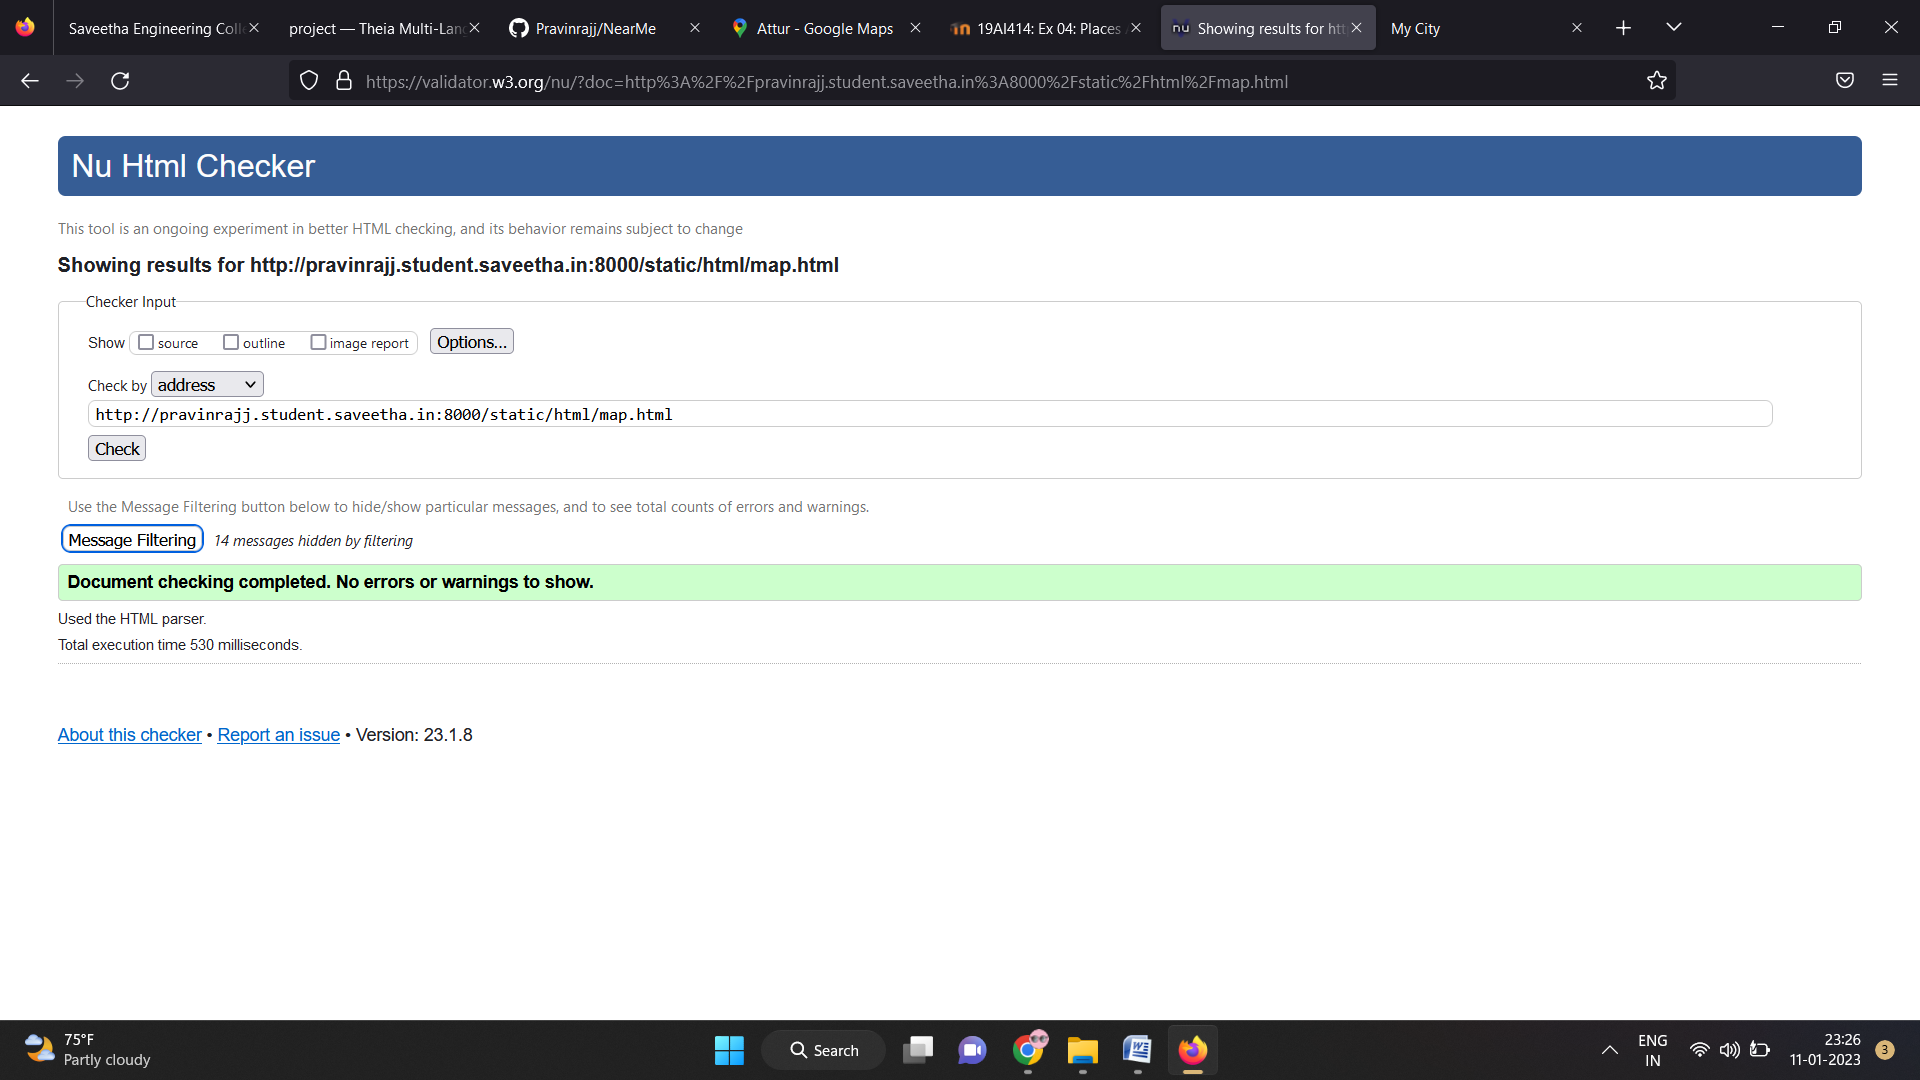 Saveetha Engineering Coll
project — Theia Multi-Lang
Pravinrajj/NearMe
Attur - Google Maps
19AI414: Ex 04: Places
Showing results for htt
My City
https://validator.w3.org/nu/?doc=http%3A%2F%2Fpravinrajj.student.saveetha.in%3A8000%2Fstatic%2Fhtml%2Fmap.html
Nu Html Checker
This tool is an ongoing experiment in better HTML checking, and its behavior remains subject to change
Showing results for http://pravinrajj.student.saveetha.in:8000/static/html/map.html
Checker Input
Show source outline image report Options...
Check by address
http://pravinrajj.student.saveetha.in:8000/static/html/map.html
Check
Use the Message Filtering button below to hide/show particular messages, and to see total counts of errors and warnings.
Message Filtering 14 messages hidden by filtering
Document checking completed. No errors or warnings to show.
Used the HTML parser.
Total execution time 530 milliseconds.
About this checker • Report an issue • Version: 23.1.8
75°F
Partly cloudy
Search
ENG
IN
23:26
11-01-2023
3